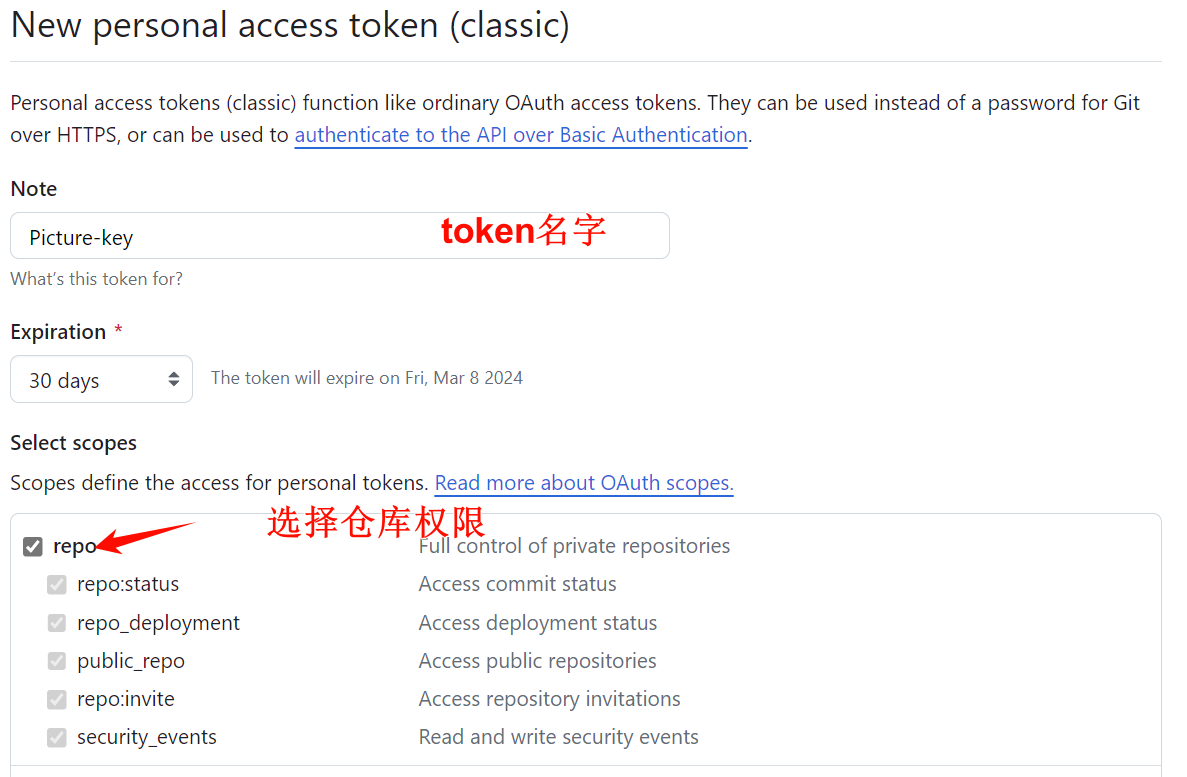 New personal access token (classic)
Personal access tokens (classic) function like ordinary OAuth access tokens. They can be used instead of a password for Git
over HTTPS, or can be used to authenticate to the API over Basic Authentication.
Note
Picture-key token名字
What's this token for?
Expiration *
30 days The token will expire on Fri, Mar 8 2024
Select scopes
Scopes define the access for personal tokens. Read more about OAuth scopes.
选择仓库权限
repo Full control of private repositories
repo:status Access commit status
repo_deployment Access deployment status
public_repo Access public repositories
repo:invite Access repository invitations
security_events Read and write security events